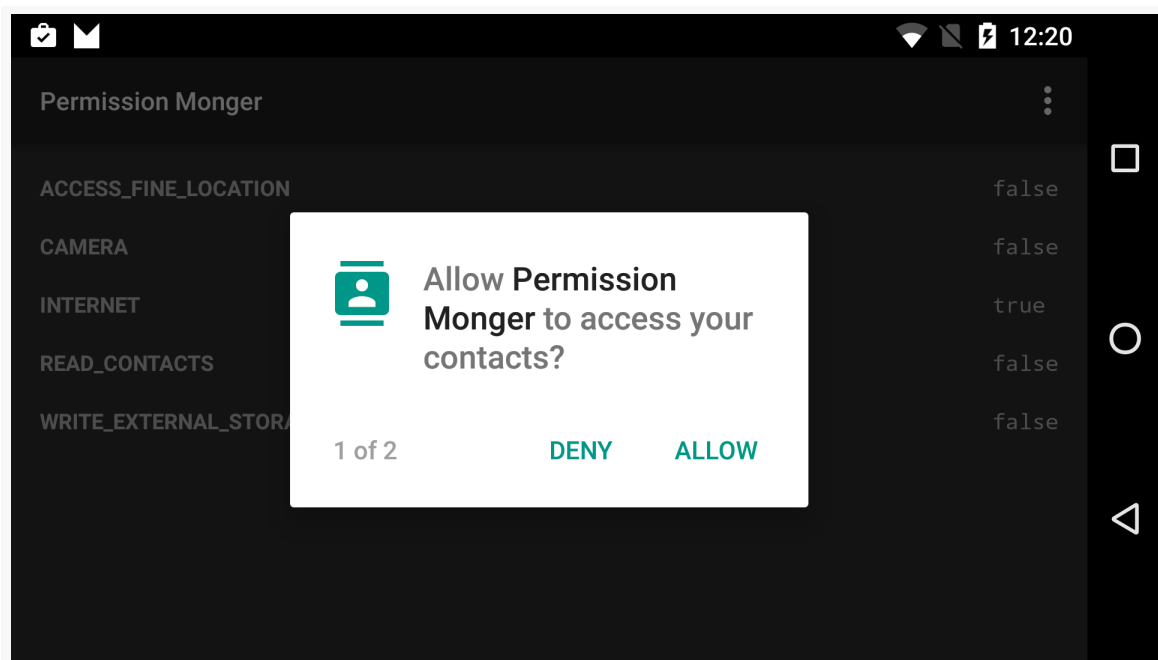 12:20
Permission Monger
ACCESS_FINE_LOCATION false
CAMERA false
INTERNET true
READ_CONTACTS false
WRITE_EXTERNAL_STORA false
Allow Permission
Monger to access your
contacts?
1 of 2 DENY ALLOW